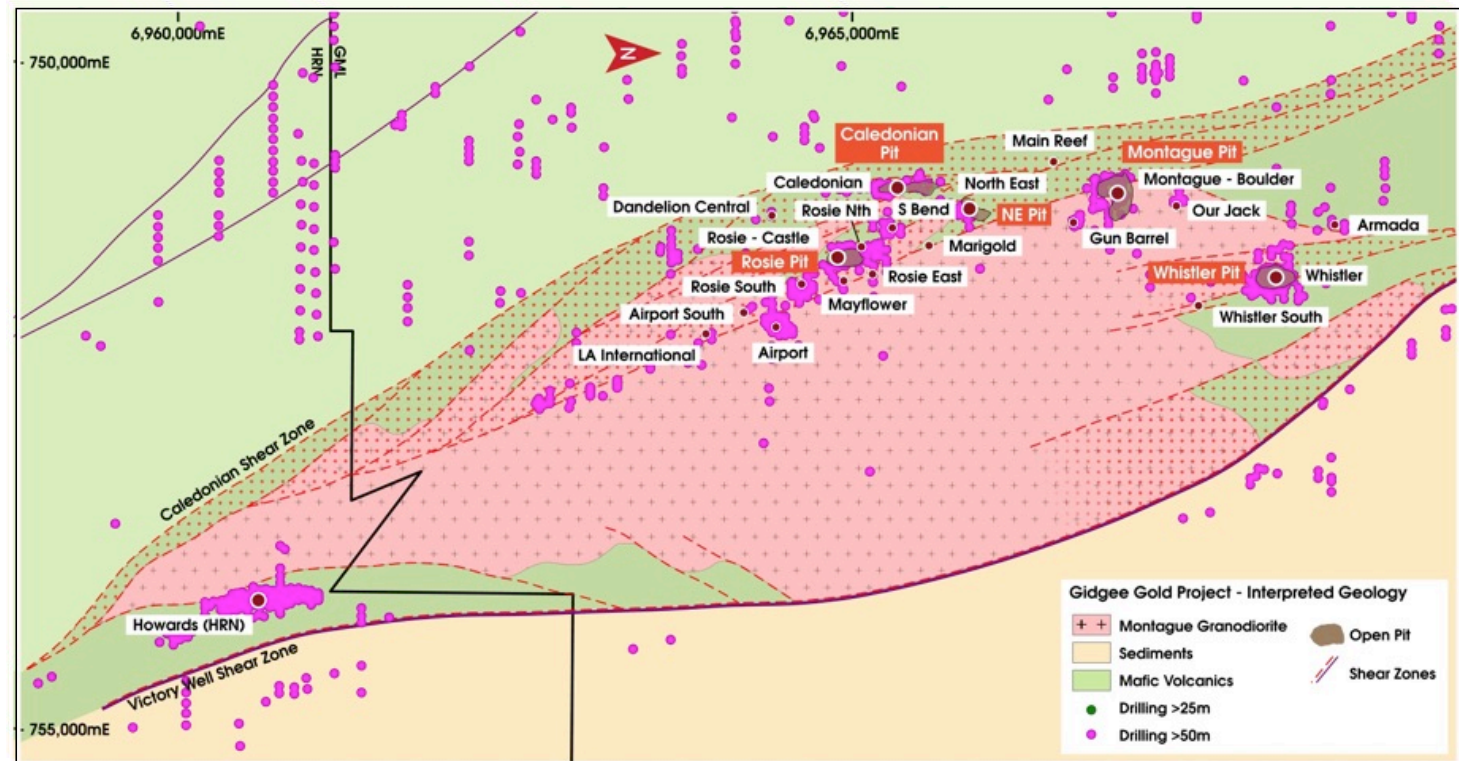 6,960,000mE
6,965,000mE
750,000mE
HRN
GML
N
Caledonian
Pit
Main Reef
Montague Pit
Caledonian
North East
Montague - Boulder
Dandelion Central
Rosie Nth
S Bend
NE Pit
Our Jack
Rosie - Castle
Marigold
Gun Barrel
Armada
Rosie Pit
Rosie East
Whistler Pit
Whistler
Rosie South
Mayflower
Airport South
Whistler South
LA International
Airport
Caledonian Shear Zone
Howards (HRN)
Victory Well Shear Zone
755,000mE
Gidgee Gold Project - Interpreted Geology
Montague Granodiorite
Open Pit
Sediments
Shear Zones
Mafic Volcanics
Drilling >25m
Drilling >50m